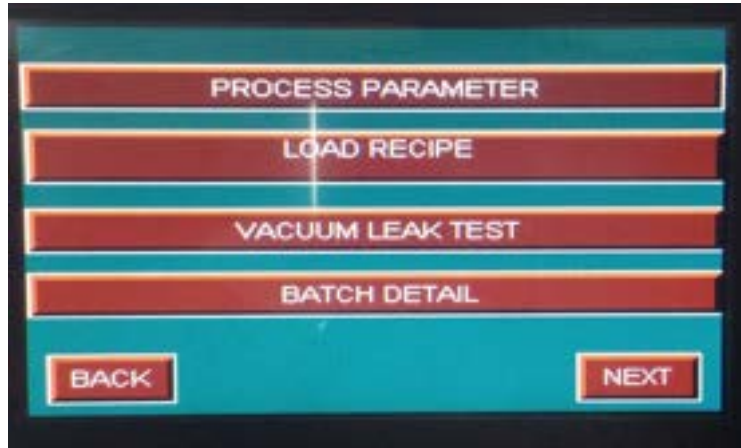 PROCESS PARAMETER
LOAD RECIPE
VACUUM LEAK TEST
BATCH DETAIL
BACK
NEXT